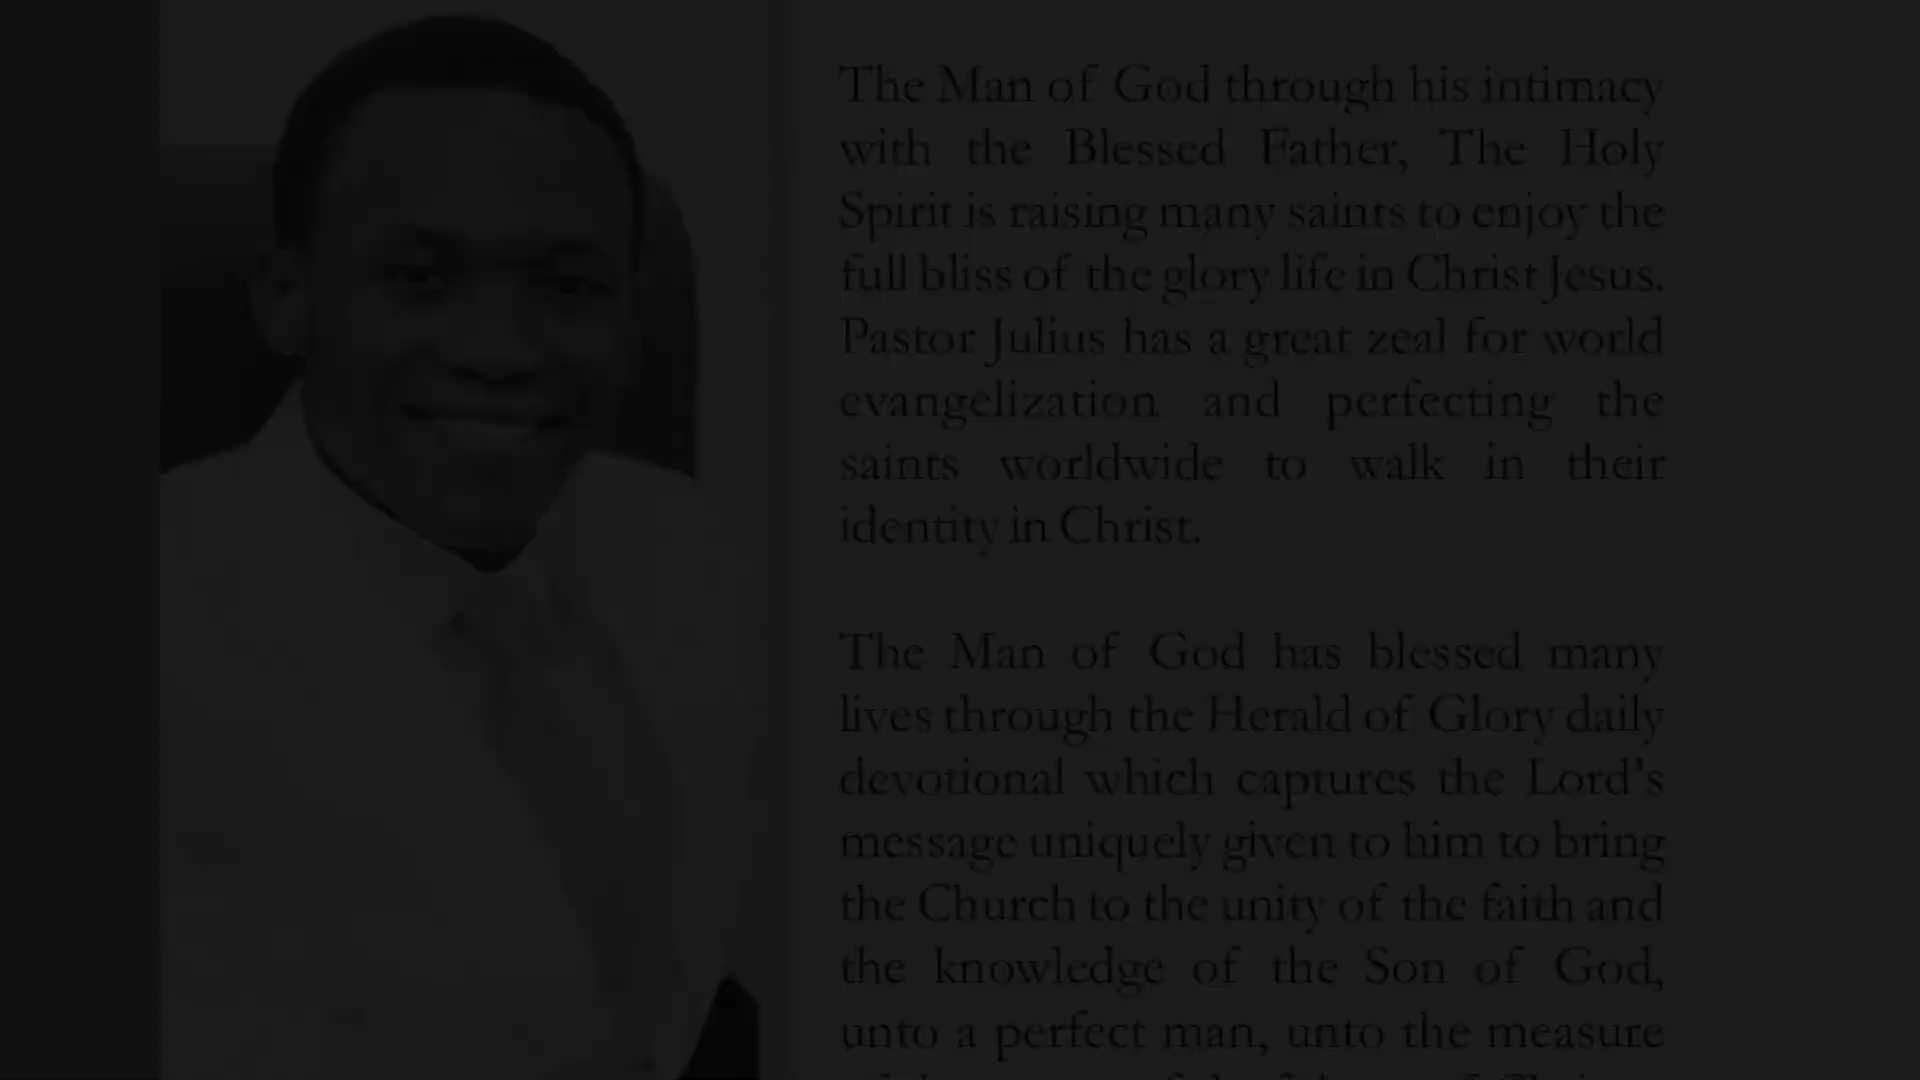 The Man of God through his intimacy
with the Blessed Father, The Holy
Spirit is raising many saints to enjoy the
full bliss of the glory life in Christ Jesus.
Pastor Julius has a great zeal for world
evangelization and perfecting the
saints worldwide to walk in their
identity in Christ.
The Man of God has blessed many
lives through the Herald of Glory daily
devotional which captures the Lord's
message uniquely given to him to bring
the Church to the unity of the faith and
the knowledge of the Son of God,
unto a perfect man, unto the measure